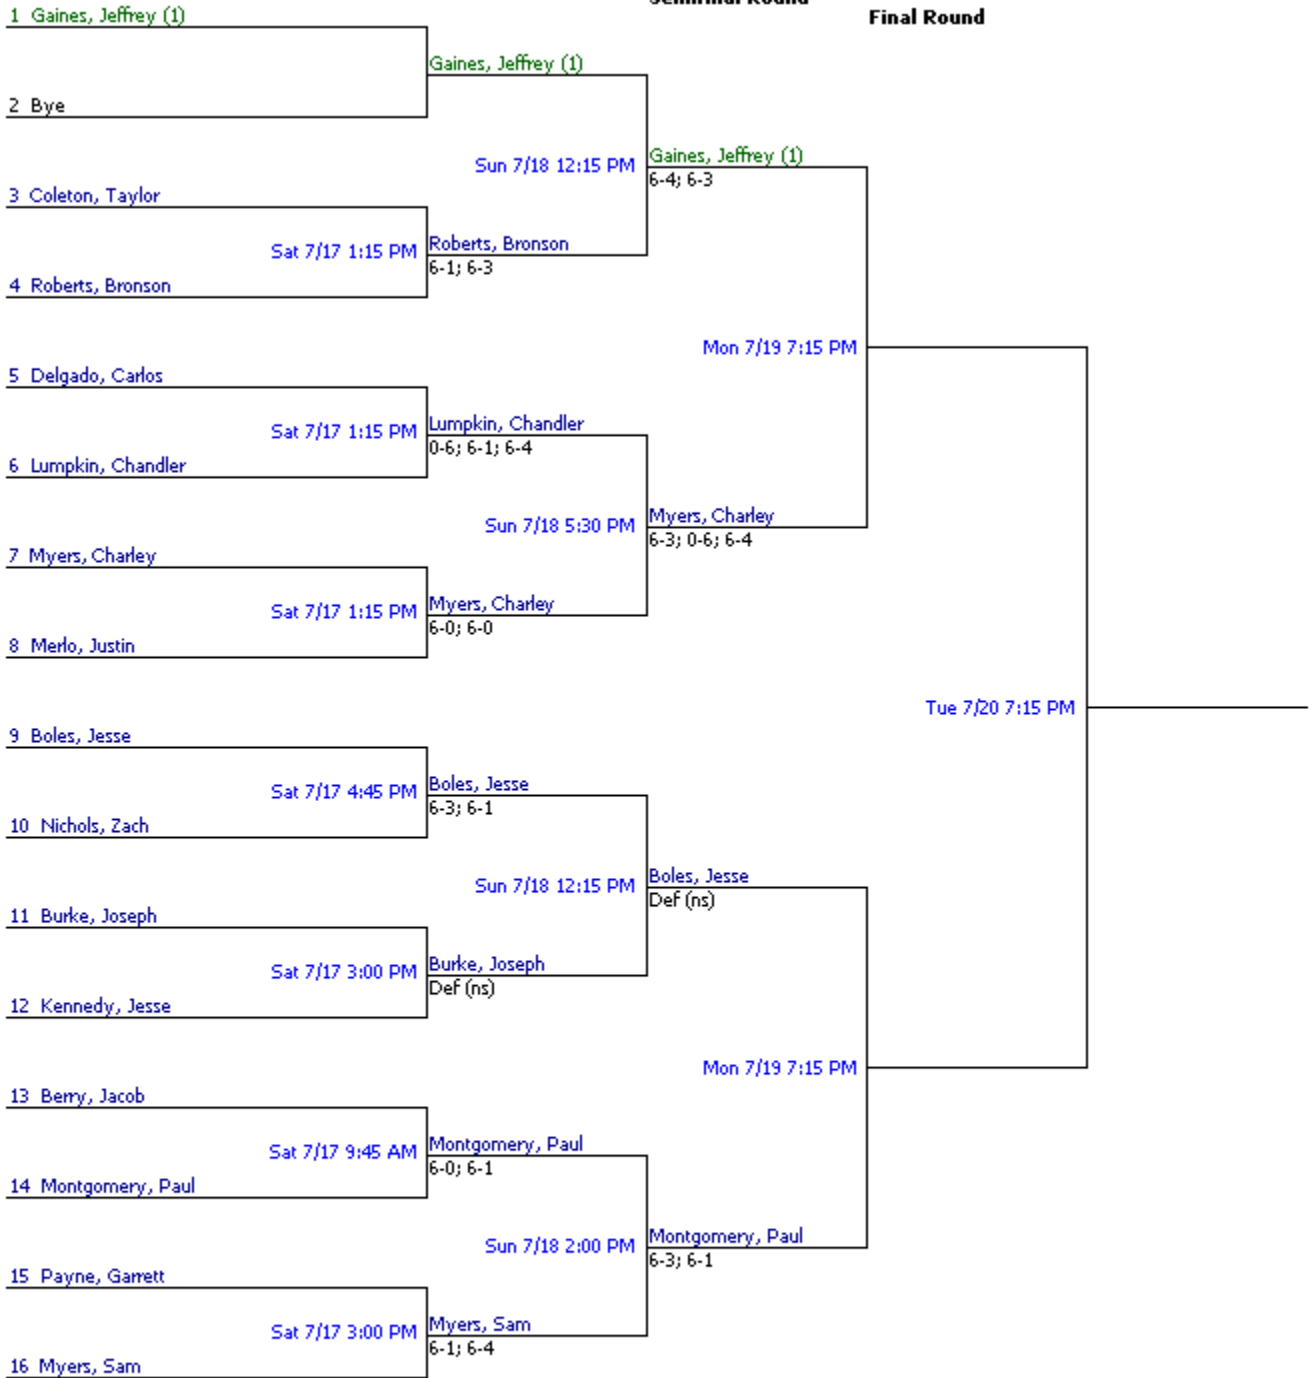 Semifinal Round
Final Round
1 Gaines, Jeffrey (1)
Gaines, Jeffrey (1)
2 Bye
Sun 7/18 12:15 PM
Gaines, Jeffrey (1)
6-4; 6-3
3 Coleton, Taylor
Sat 7/17 1:15 PM
Roberts, Bronson
6-1; 6-3
4 Roberts, Bronson
Mon 7/19 7:15 PM
5 Delgado, Carlos
Sat 7/17 1:15 PM
Lumpkin, Chandler
0-6; 6-1; 6-4
6 Lumpkin, Chandler
Sun 7/18 5:30 PM
Myers, Charley
6-3; 0-6; 6-4
7 Myers, Charley
Sat 7/17 1:15 PM
Myers, Charley
6-0; 6-0
8 Merlo, Justin
Tue 7/20 7:15 PM
9 Boles, Jesse
Sat 7/17 4:45 PM
Boles, Jesse
6-3; 6-1
10 Nichols, Zach
Sun 7/18 12:15 PM
Boles, Jesse
Def (ns)
11 Burke, Joseph
Sat 7/17 3:00 PM
Burke, Joseph
Def (ns)
12 Kennedy, Jesse
Mon 7/19 7:15 PM
13 Berry, Jacob
Sat 7/17 9:45 AM
Montgomery, Paul
6-0; 6-1
14 Montgomery, Paul
Sun 7/18 2:00 PM
Montgomery, Paul
6-3; 6-1
15 Payne, Garrett
Sat 7/17 3:00 PM
Myers, Sam
6-1; 6-4
16 Myers, Sam